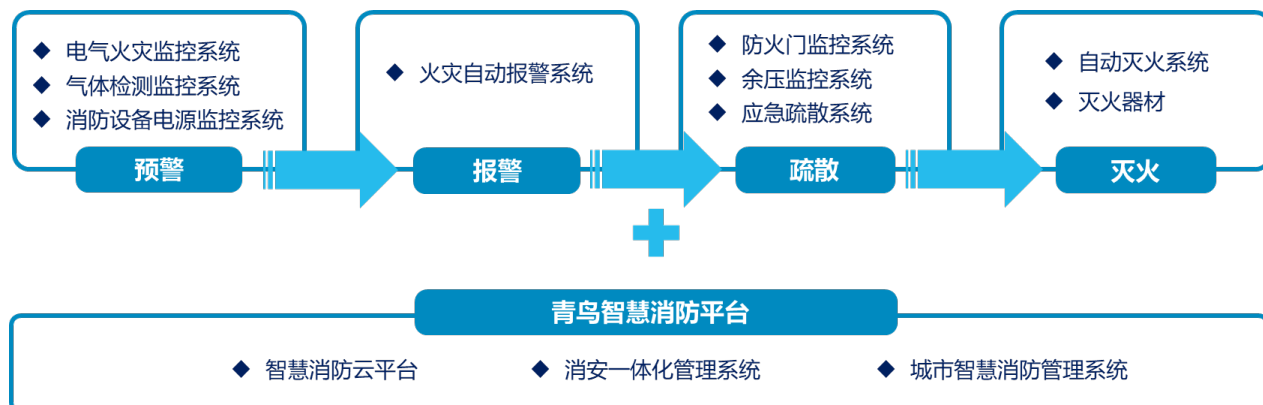 电气火灾监控系统
气体检测监控系统
消防设备电源监控系统
预警
火灾自动报警系统
报警
防火门监控系统
余压监控系统
应急疏散系统
疏散
自动灭火系统
灭火器材
灭火
青鸟智慧消防平台
智慧消防云平台
消安一体化管理系统
城市智慧消防管理系统